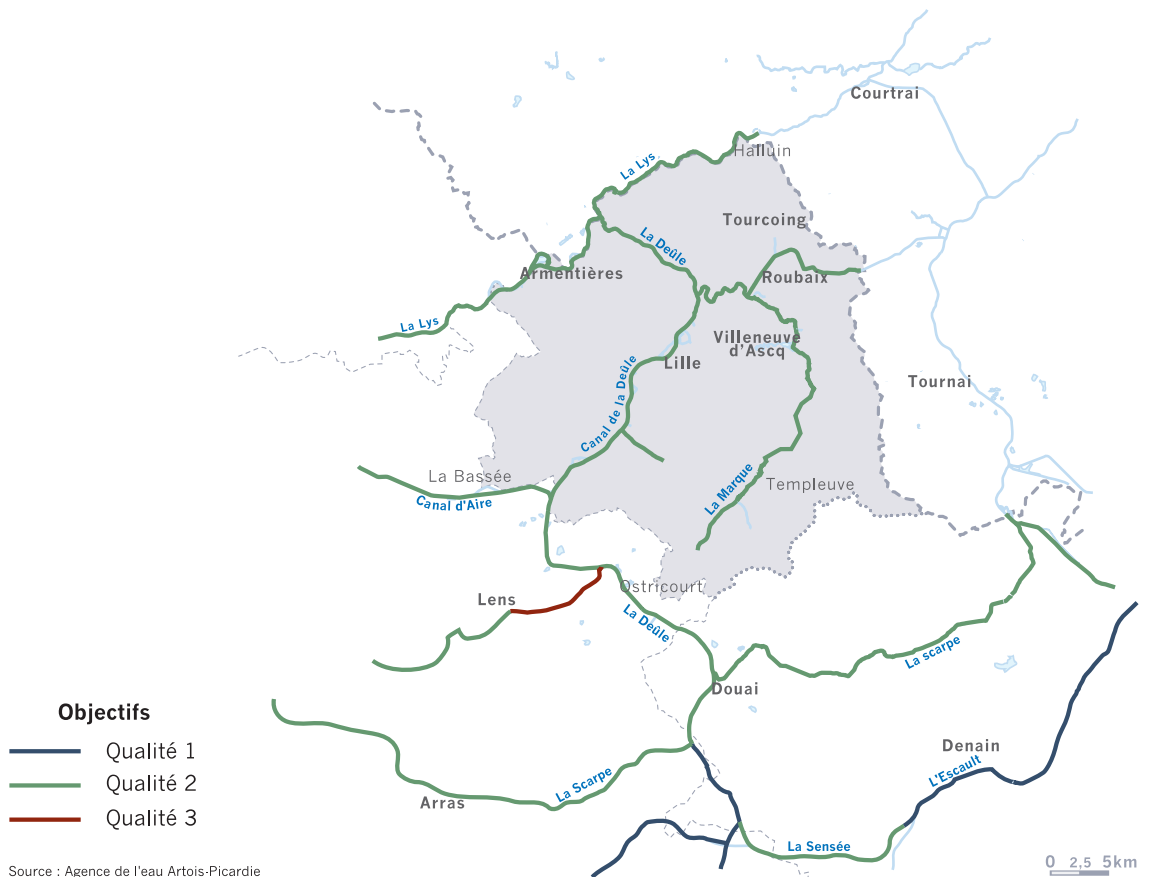 Courtrai
Halluin
La Lys
Tourcoing
La Deûle
Armentières
Roubaix
La Lys
Villeneuve
d'Ascq
Lille
Tournai
Canal de la Deûle
La Bassée
Canal d'Aire
La Marque
Templeuve
Ostricourt
Lens
La Deûle
La scarpe
Douai
Objectifs
Qualité 1
Qualité 2
Qualité 3
Denain
L'Escault
La Scarpe
Arras
La Sensée
0 2,5 5km
Source : Agence de l'eau Artois-Picardie